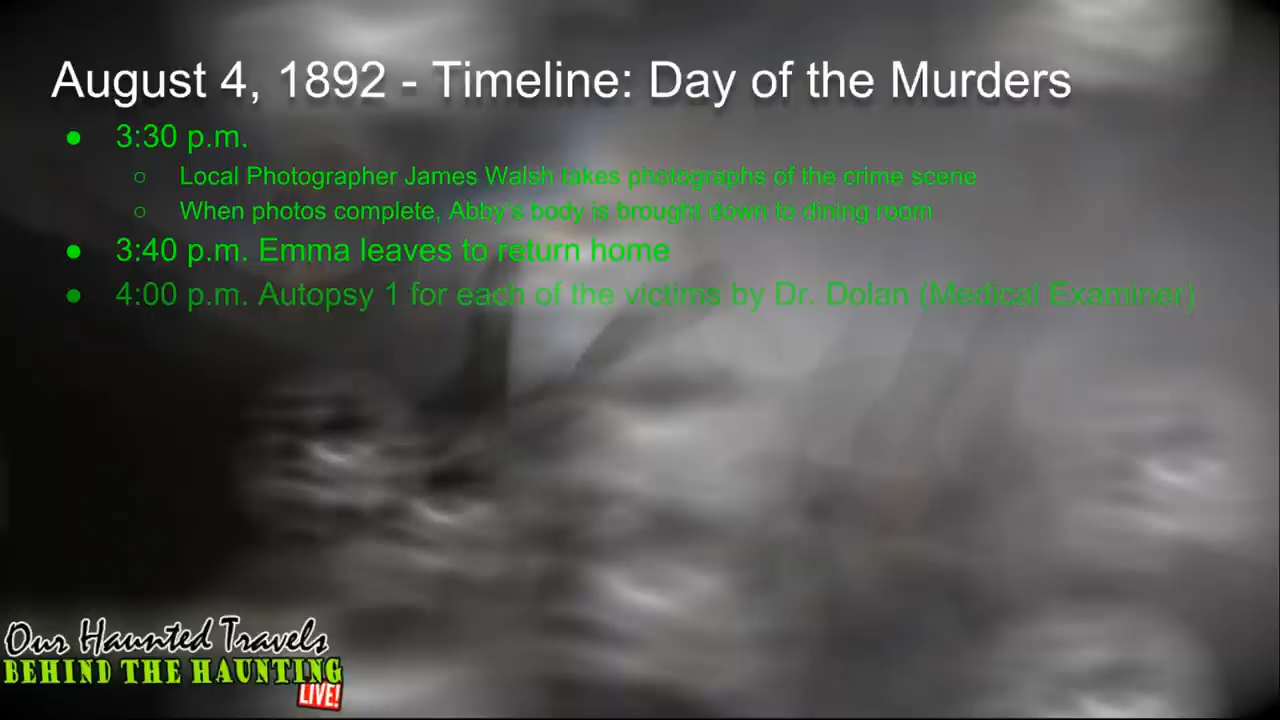 August 4, 1892 - Timeline: Day of the Murders
● 3:30 p.m.
○ Local Photographer James Walsh takes photographs of the crime scene
○ When photos complete, Abby's body is brought down to dining room
● 3:40 p.m. Emma leaves to return home
● 4:00 p.m. Autopsy 1 for each of the victims by Dr. Dolan (Medical Examiner)
Our Haunted Travels
BEHIND THE HAUNTING
LIVE!